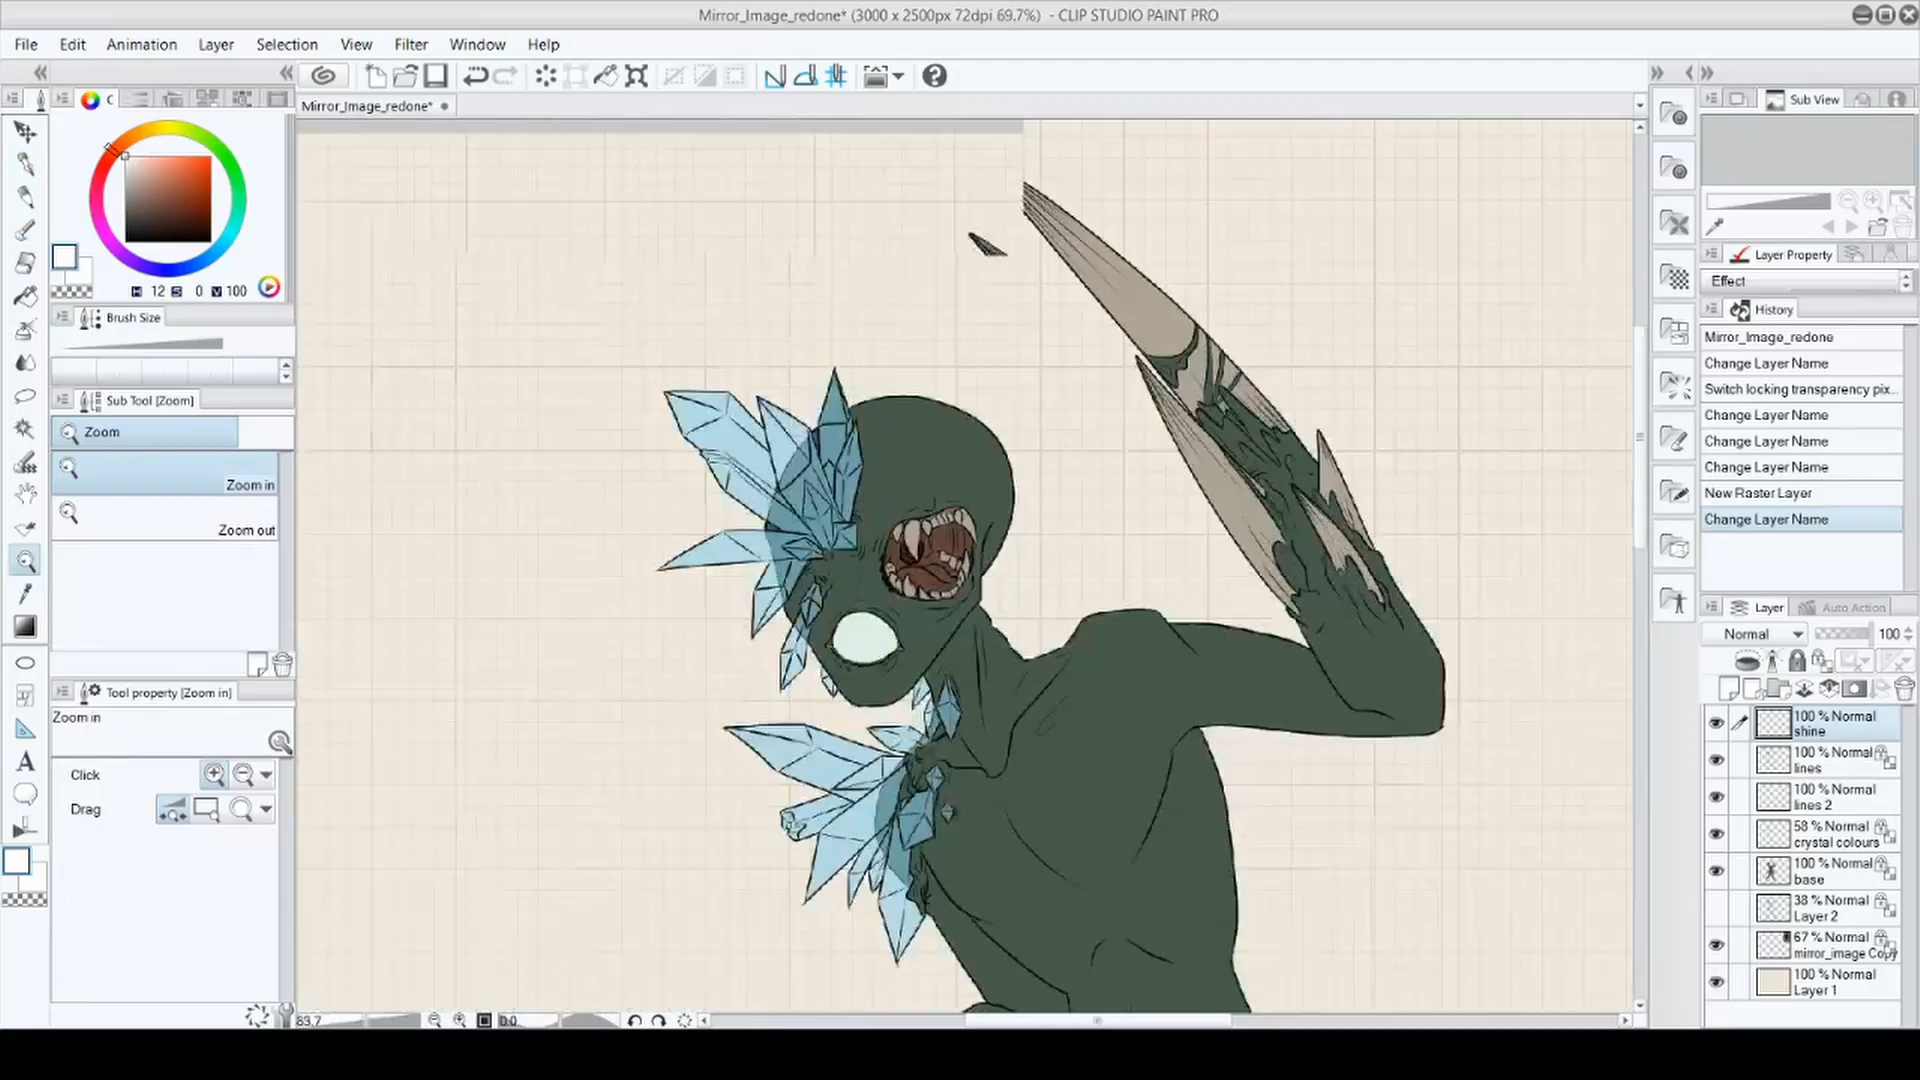 Mirror_Image_redone* (3000 x 2500px 72dpi 69.7%) - CLIP STUDIO PAINT PRO
File Edit Animation Layer Selection View Filter Window Help
C
Mirror_Image_redone*
Sub View
H 12 S 0 V 100
Brush Size
Sub Tool [Zoom]
Zoom
Zoom in
Zoom out
Tool property [Zoom in]
Zoom in
Click
Drag
83.7
0.0
Layer Property
Effect
History
Mirror_Image_redone
Change Layer Name
Switch locking transparency pix...
Change Layer Name
Change Layer Name
Change Layer Name
New Raster Layer
Change Layer Name
Layer Auto Action
Normal 100
100 % Normal
shine
100 % Normal
lines
100 % Normal
lines 2
58 % Normal
crystal colours
100 % Normal
base
38 % Normal
Layer 2
67 % Normal
mirror_image Copy
100 % Normal
Layer 1